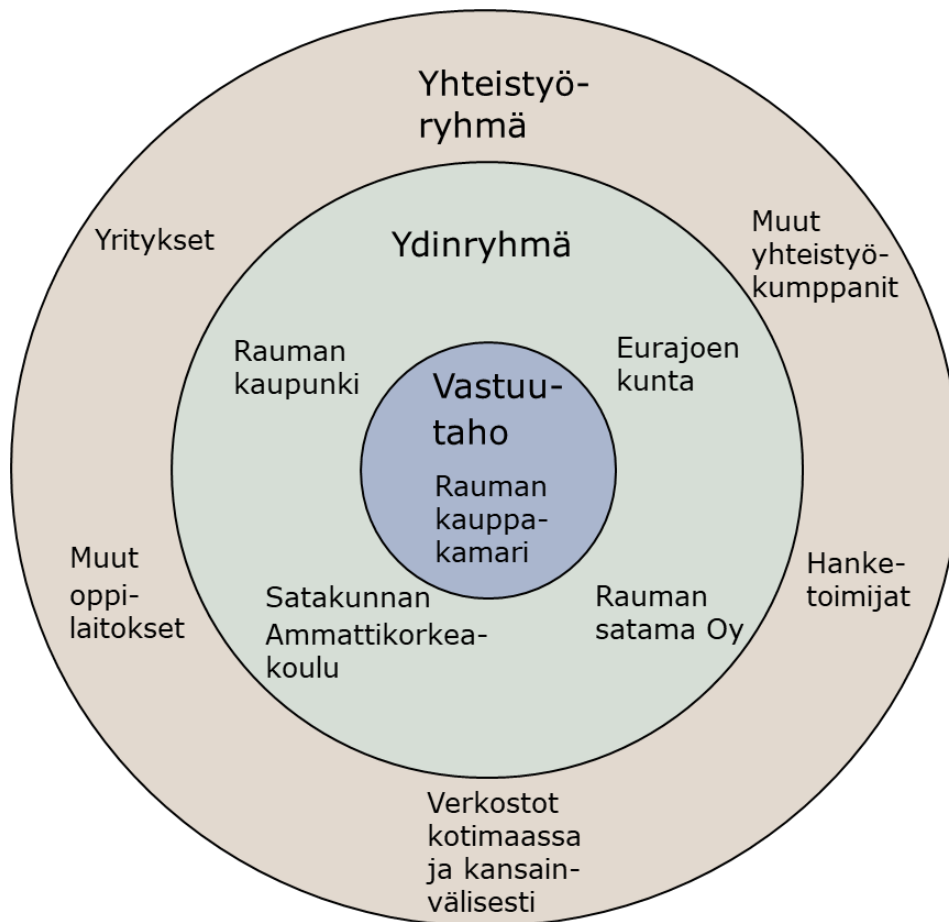 Yhteistyö-
ryhmä
Yritykset
Muut
yhteistyö-
kumppanit
Ydinryhmä
Rauman
kaupunki
Eurajoen
kunta
Vastuu-
taho
Rauman
kauppa-
kamari
Muut
oppi-
laitokset
Satakunnan
Ammattikorkea-
koulu
Rauman
satama Oy
Hanke-
toimijat
Verkostot
kotimaassa
ja kansain-
välisesti